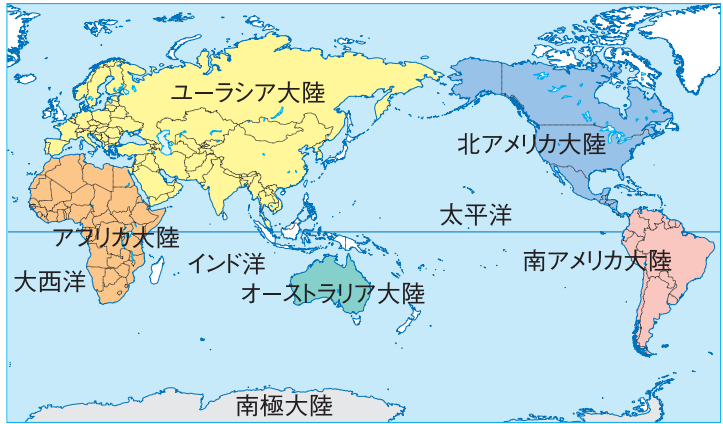 ユーラシア大陸
北アメリカ大陸
太平洋
アフリカ大陸
インド洋
南アメリカ大陸
大西洋
オーストラリア大陸
南極大陸